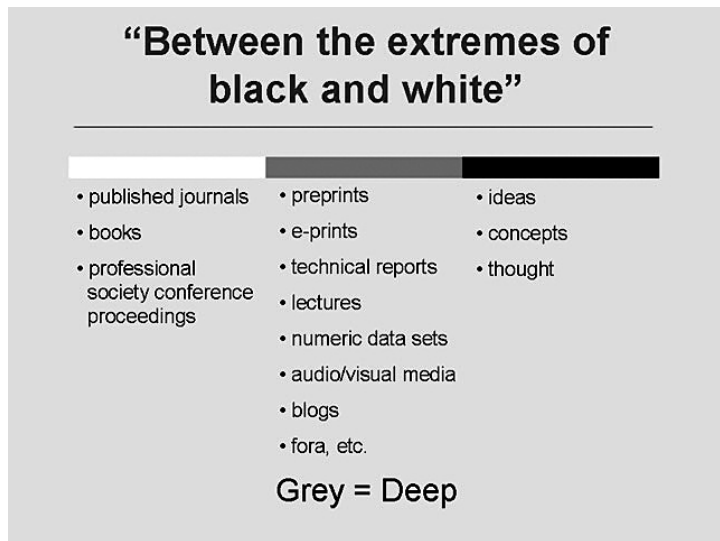 “Between the extremes of
black and white”
• published journals
• books
• professional
society conference
proceedings
• preprints
• e-prints
• technical reports
• lectures
• numeric data sets
• audio/visual media
• blogs
• fora, etc.
• ideas
• concepts
• thought
Grey = Deep